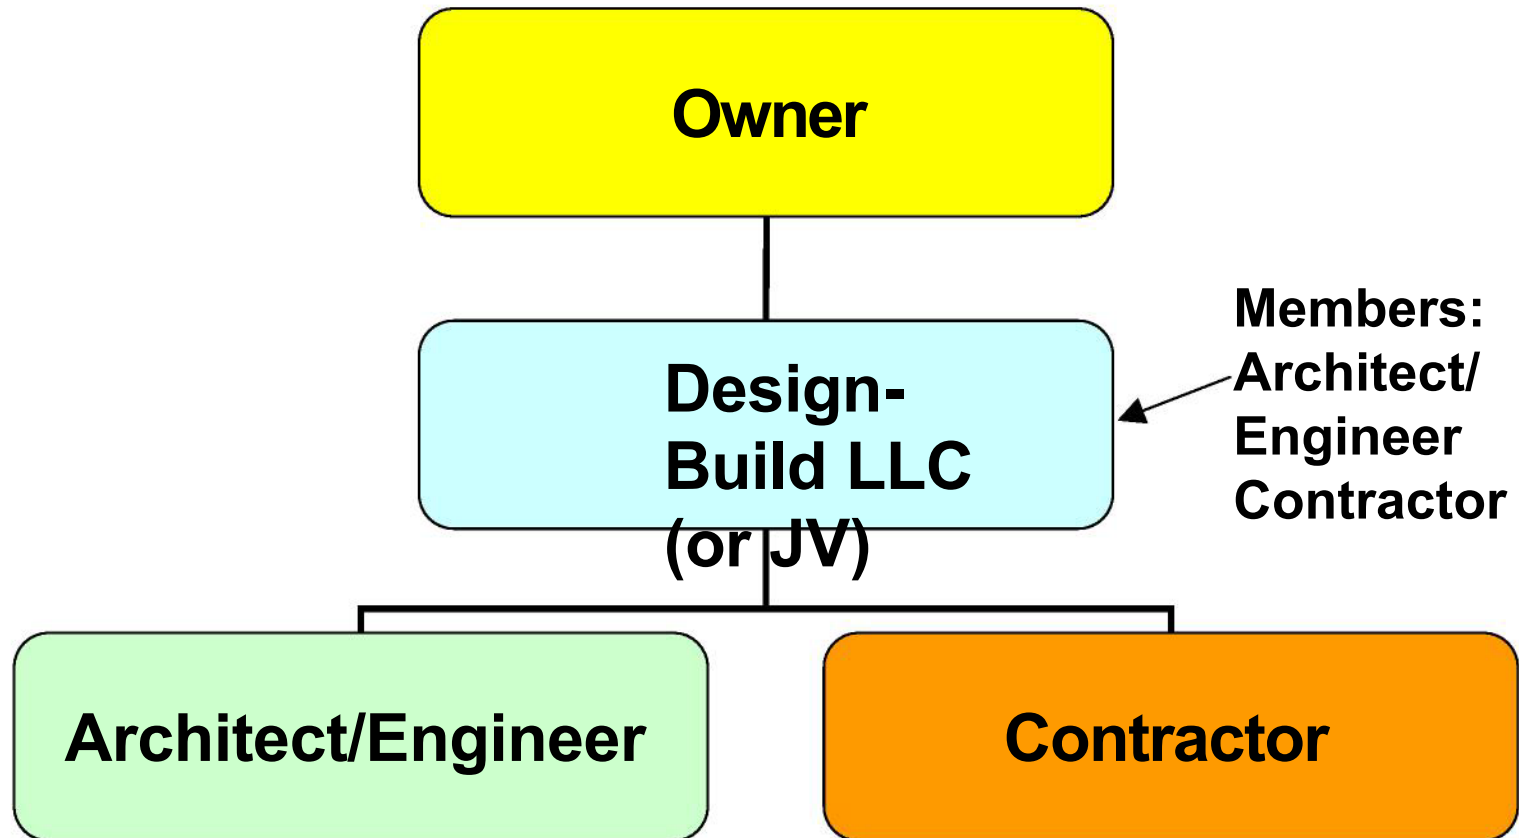 Owner
Design-
Build LLC
(or JV)
Members:
Architect/
Engineer
Contractor
Architect/Engineer
Contractor